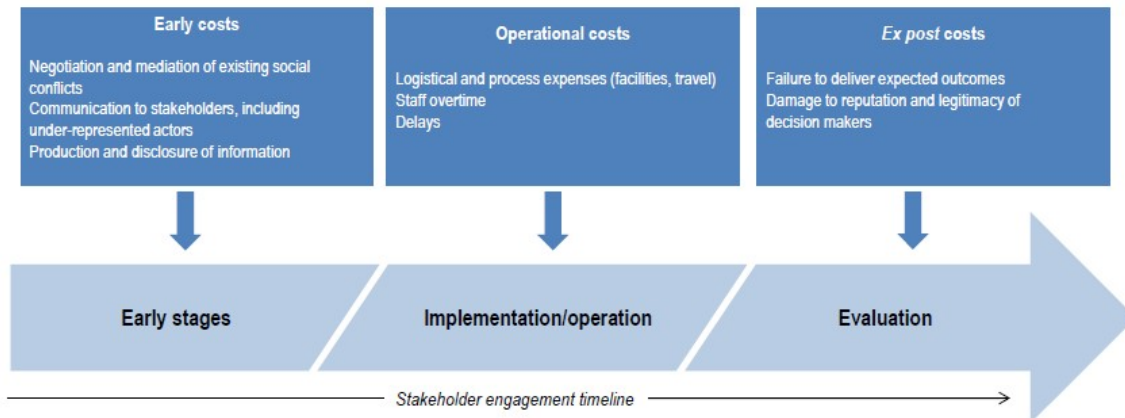 Early costs
Negotiation and mediation of existing social
conflicts
Communication to stakeholders, including
under-represented actors
Production and disclosure of information
Operational costs
Logistical and process expenses (facilities, travel)
Staff overtime
Delays
Ex post costs
Failure to deliver expected outcomes
Damage to reputation and legitimacy of
decision makers
Early stages
Implementation/operation
Evaluation
Stakeholder engagement timeline